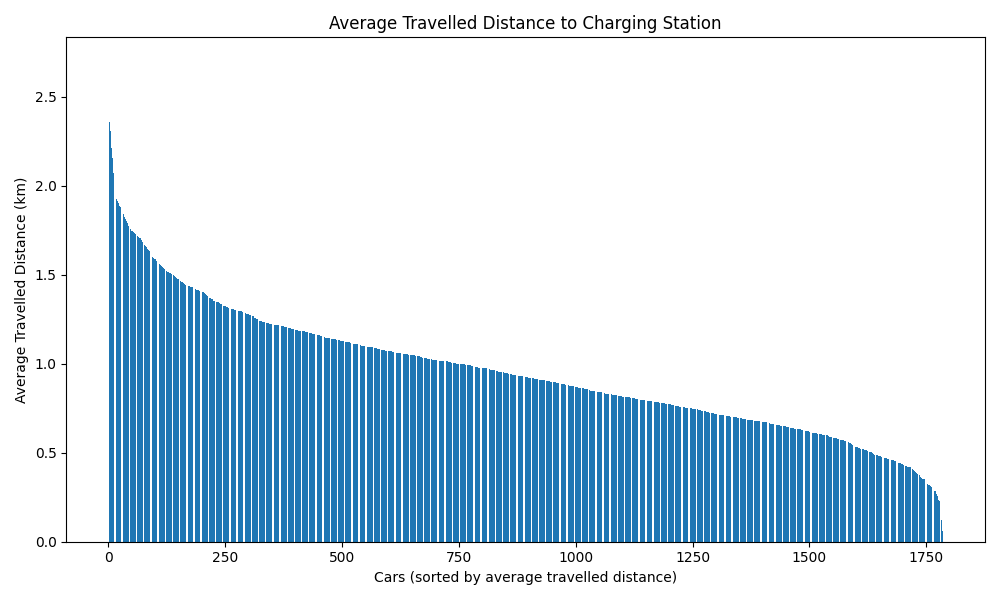 Average Travelled Distance to Charging Station
Average Travelled Distance (km)
2.5
2.0
1.5
1.0
0.5
0.0
0 250 500 750 1000 1250 1500 1750
Cars (sorted by average travelled distance)